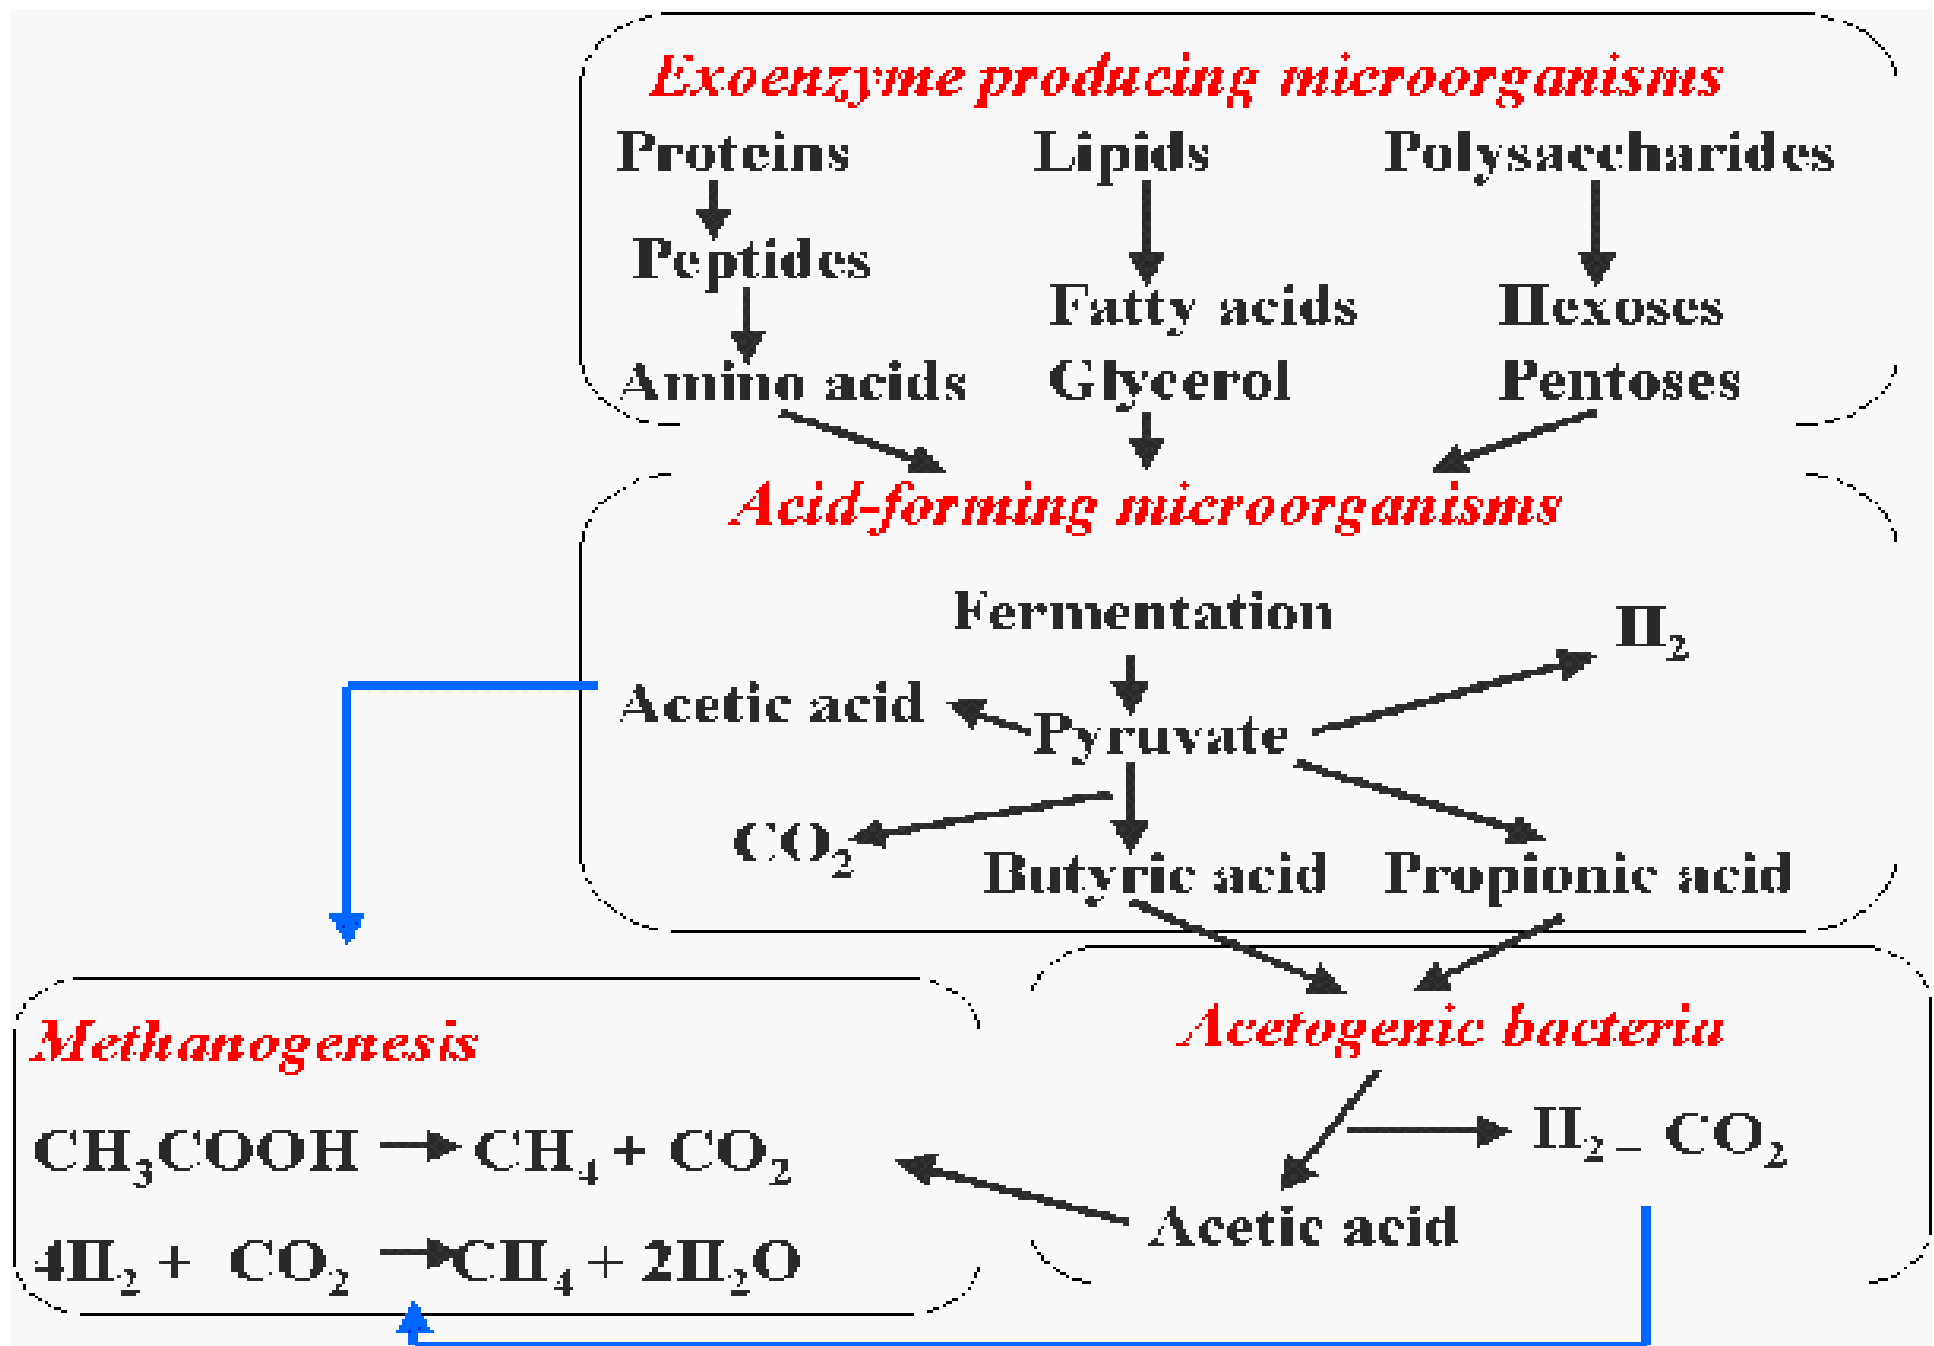 Exoenzyme producing microorganisms
Proteins Lipids Polysaccharides
Peptides
Fatty acids Hexoses
Amino acids Glycerol Pentoses
Acid-forming microorganisms
Fermentation
H₂
Acetic acid
Pyruvate
CO₂
Butyric acid Propionic acid
Methanogenesis
CH₃COOH → CH₄ + CO₂
4H₂ + CO₂ → CH₄ + 2H₂O
Acetogenic bacteria
H₂ – CO₂
Acetic acid